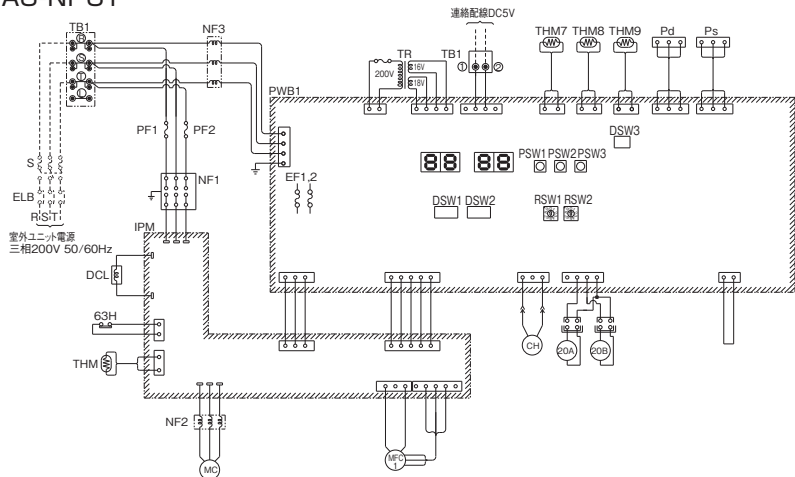 TB1
NF3
連絡配線DC5V
THM7 THM8 THM9 Pd Ps
TR
TB1
16V
200V
18V
① ②
R
S
T
L
PWB1
PF1 PF2
DSW3
PSW1 PSW2 PSW3
88 88
S
NF1
EF1,2
DSW1 DSW2
RSW1 RSW2
ELB
R S T
IPM
室外ユニット電源
三相200V 50/60Hz
DCL
63H
CH
20A
20B
THM
NF2
MC
MFC
1